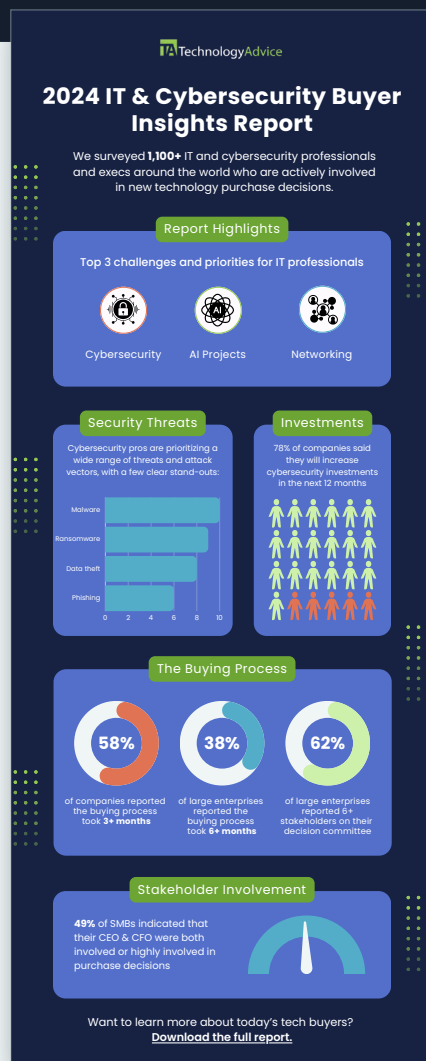 TA TechnologyAdvice
2024 IT & Cybersecurity Buyer
Insights Report
We surveyed 1,100+ IT and cybersecurity professionals
and execs around the world who are actively involved
in new technology purchase decisions.
Report Highlights
Top 3 challenges and priorities for IT professionals
AI
Cybersecurity
AI Projects
Networking
Security Threats
Cybersecurity pros are prioritizing a
wide range of threats and attack
vectors, with a few clear stand-outs:
Malware
Ransomware
Data theft
Phishing
0 2 4 6 8 10
Investments
78% of companies said
they will increase
cybersecurity investments
in the next 12 months
The Buying Process
58%
of companies reported
the buying process
took 3+ months
38%
of large enterprises
reported the
buying process
took 6+ months
62%
of large enterprises
reported 6+
stakeholders on their
decision committee
Stakeholder Involvement
49% of SMBs indicated that
their CEO & CFO were both
involved or highly involved in
purchase decisions
Want to learn more about today's tech buyers?
Download the full report.